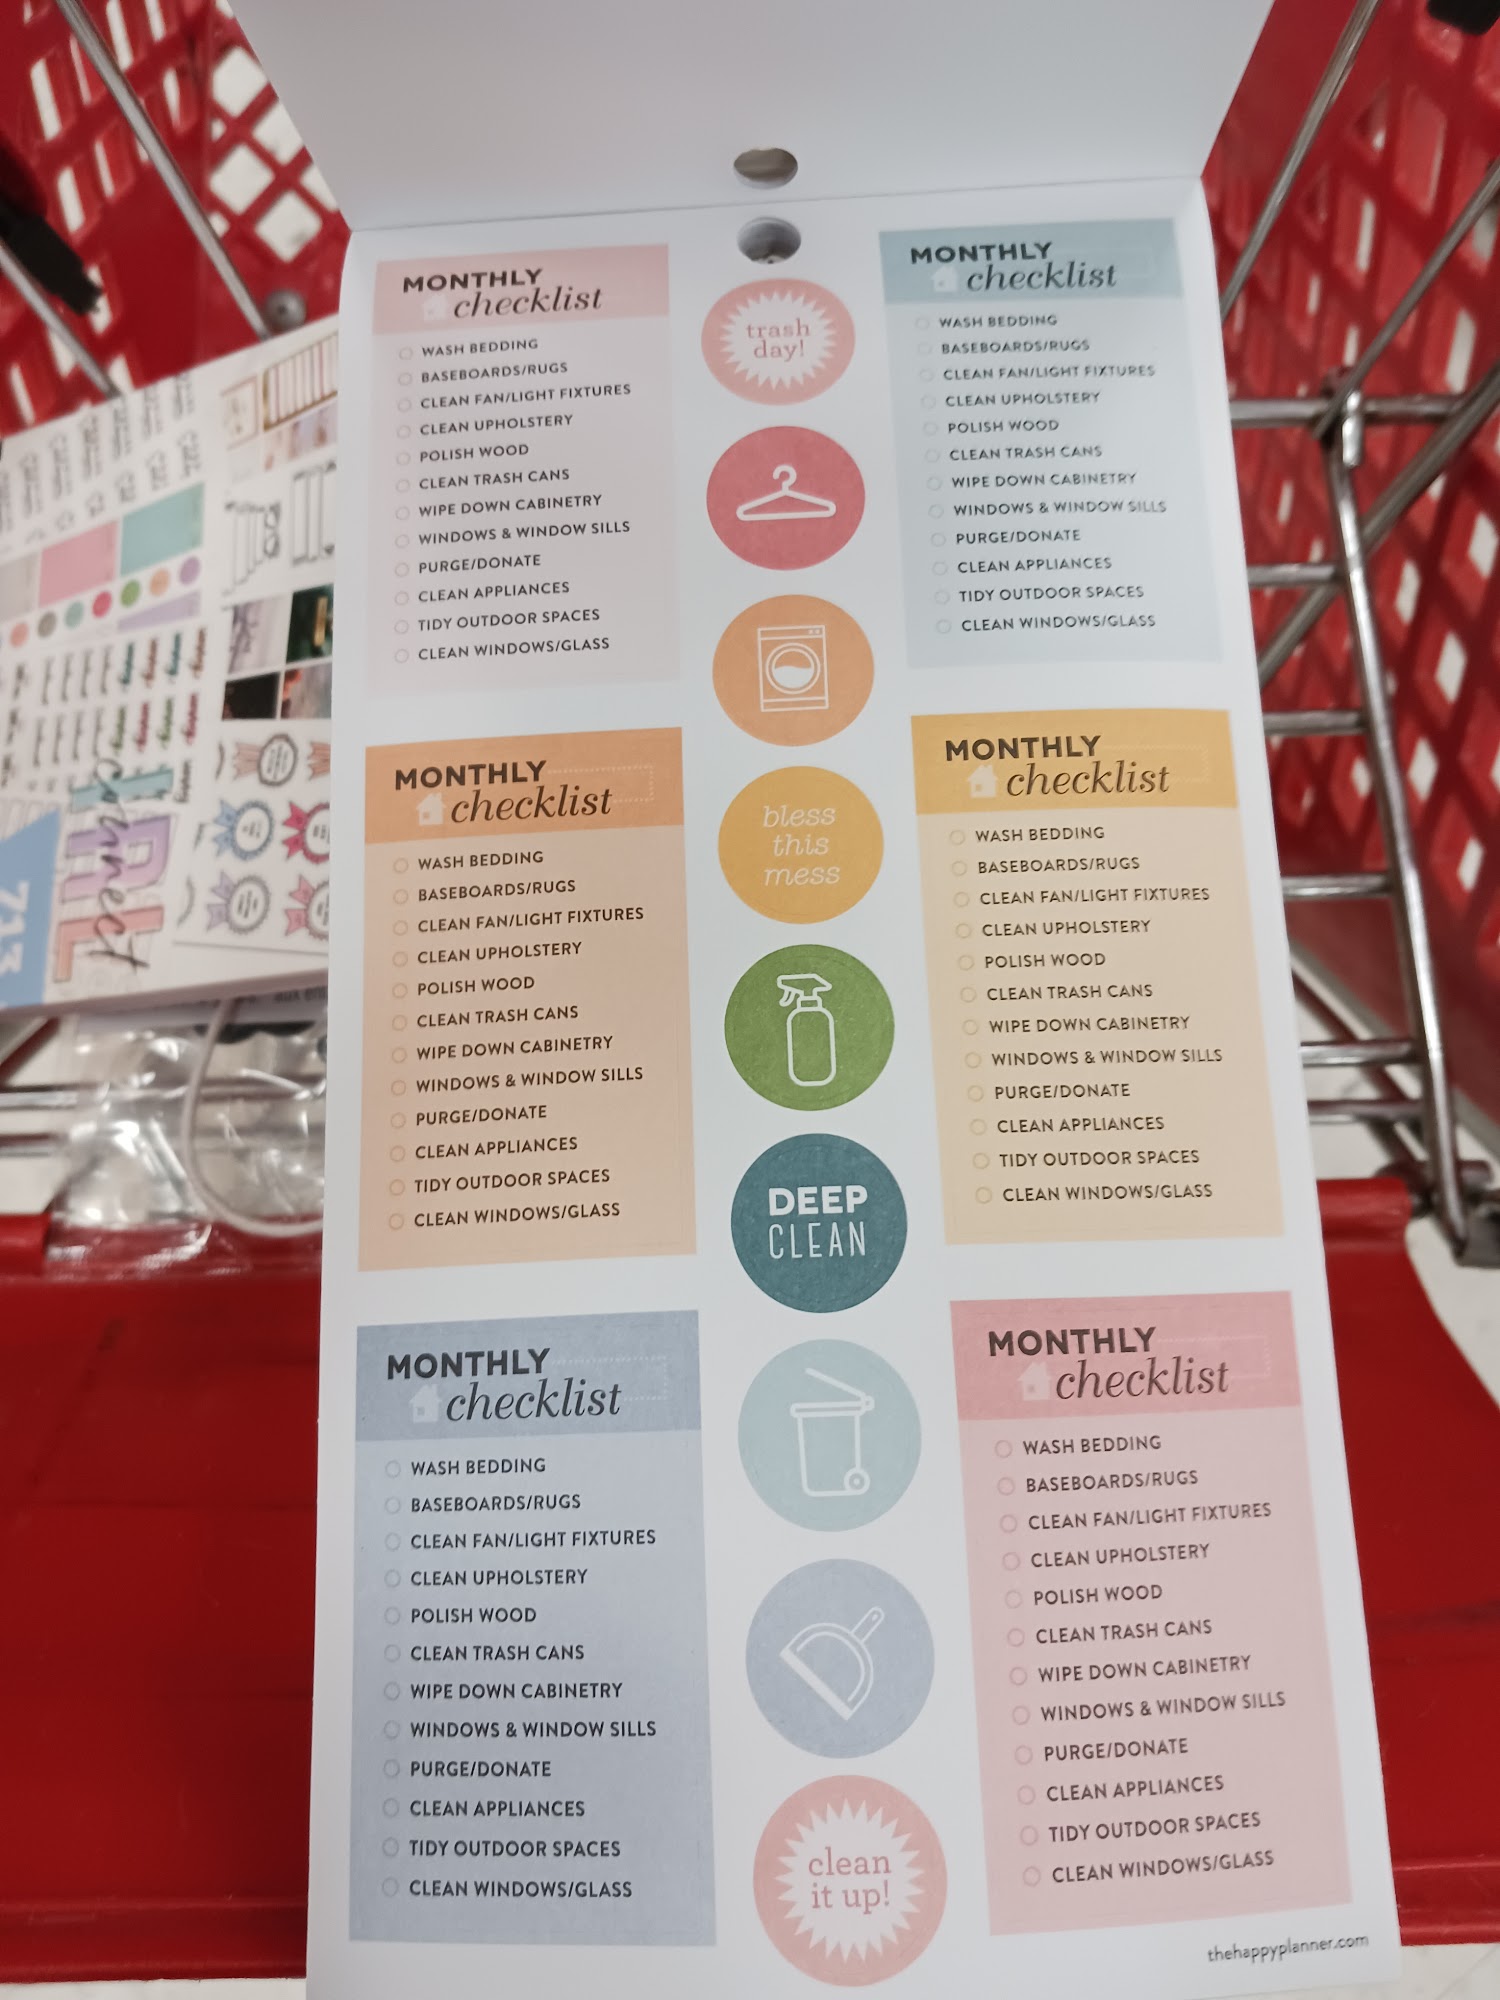 MONTHLY
checklist
WASH BEDDING
BASEBOARDS/RUGS
CLEAN FAN/LIGHT FIXTURES
CLEAN UPHOLSTERY
POLISH WOOD
CLEAN TRASH CANS
WIPE DOWN CABINETRY
WINDOWS & WINDOW SILLS
PURGE/DONATE
CLEAN APPLIANCES
TIDY OUTDOOR SPACES
CLEAN WINDOWS/GLASS
MONTHLY
checklist
WASH BEDDING
BASEBOARDS/RUGS
CLEAN FAN/LIGHT FIXTURES
CLEAN UPHOLSTERY
POLISH WOOD
CLEAN TRASH CANS
WIPE DOWN CABINETRY
WINDOWS & WINDOW SILLS
PURGE/DONATE
CLEAN APPLIANCES
TIDY OUTDOOR SPACES
CLEAN WINDOWS/GLASS
MONTHLY
checklist
WASH BEDDING
BASEBOARDS/RUGS
CLEAN FAN/LIGHT FIXTURES
CLEAN UPHOLSTERY
POLISH WOOD
CLEAN TRASH CANS
WIPE DOWN CABINETRY
WINDOWS & WINDOW SILLS
PURGE/DONATE
CLEAN APPLIANCES
TIDY OUTDOOR SPACES
CLEAN WINDOWS/GLASS
trash
day!
bless
this
mess
DEEP
CLEAN
clean
it up!
MONTHLY
checklist
WASH BEDDING
BASEBOARDS/RUGS
CLEAN FAN/LIGHT FIXTURES
CLEAN UPHOLSTERY
POLISH WOOD
CLEAN TRASH CANS
WIPE DOWN CABINETRY
WINDOWS & WINDOW SILLS
PURGE/DONATE
CLEAN APPLIANCES
TIDY OUTDOOR SPACES
CLEAN WINDOWS/GLASS
MONTHLY
checklist
WASH BEDDING
BASEBOARDS/RUGS
CLEAN FAN/LIGHT FIXTURES
CLEAN UPHOLSTERY
POLISH WOOD
CLEAN TRASH CANS
WIPE DOWN CABINETRY
WINDOWS & WINDOW SILLS
PURGE/DONATE
CLEAN APPLIANCES
TIDY OUTDOOR SPACES
CLEAN WINDOWS/GLASS
MONTHLY
checklist
WASH BEDDING
BASEBOARDS/RUGS
CLEAN FAN/LIGHT FIXTURES
CLEAN UPHOLSTERY
POLISH WOOD
CLEAN TRASH CANS
WIPE DOWN CABINETRY
WINDOWS & WINDOW SILLS
PURGE/DONATE
CLEAN APPLIANCES
TIDY OUTDOOR SPACES
CLEAN WINDOWS/GLASS
thehappyplanner.com
713